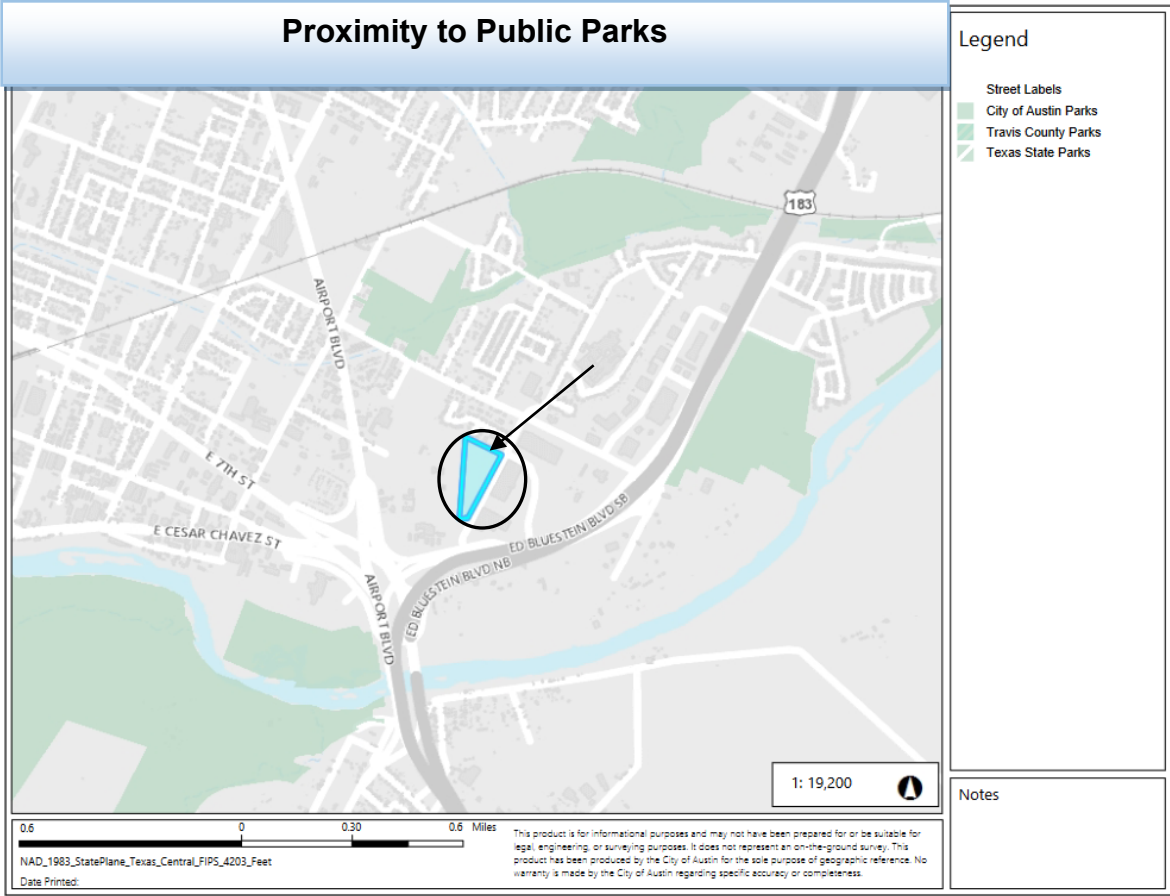 Proximity to Public Parks
Legend
Street Labels
City of Austin Parks
Travis County Parks
Texas State Parks
183
AIRPORT BLVD
E 7TH ST
E CESAR CHAVEZ ST
ED BLUESTEIN BLVD SB
ED BLUESTEIN BLVD NB
AIRPORT BLVD
1: 19,200
Notes
0.6 0 0.30 0.6 Miles
NAD_1983_StatePlane_Texas_Central_FIPS_4203_Feet
Date Printed:
This product is for informational purposes and may not have been prepared for or be suitable for
legal, engineering, or surveying purposes. It does not represent an on-the-ground survey. This
product has been produced by the City of Austin for the sole purpose of geographic reference. No
warranty is made by the City of Austin regarding specific accuracy or completeness.